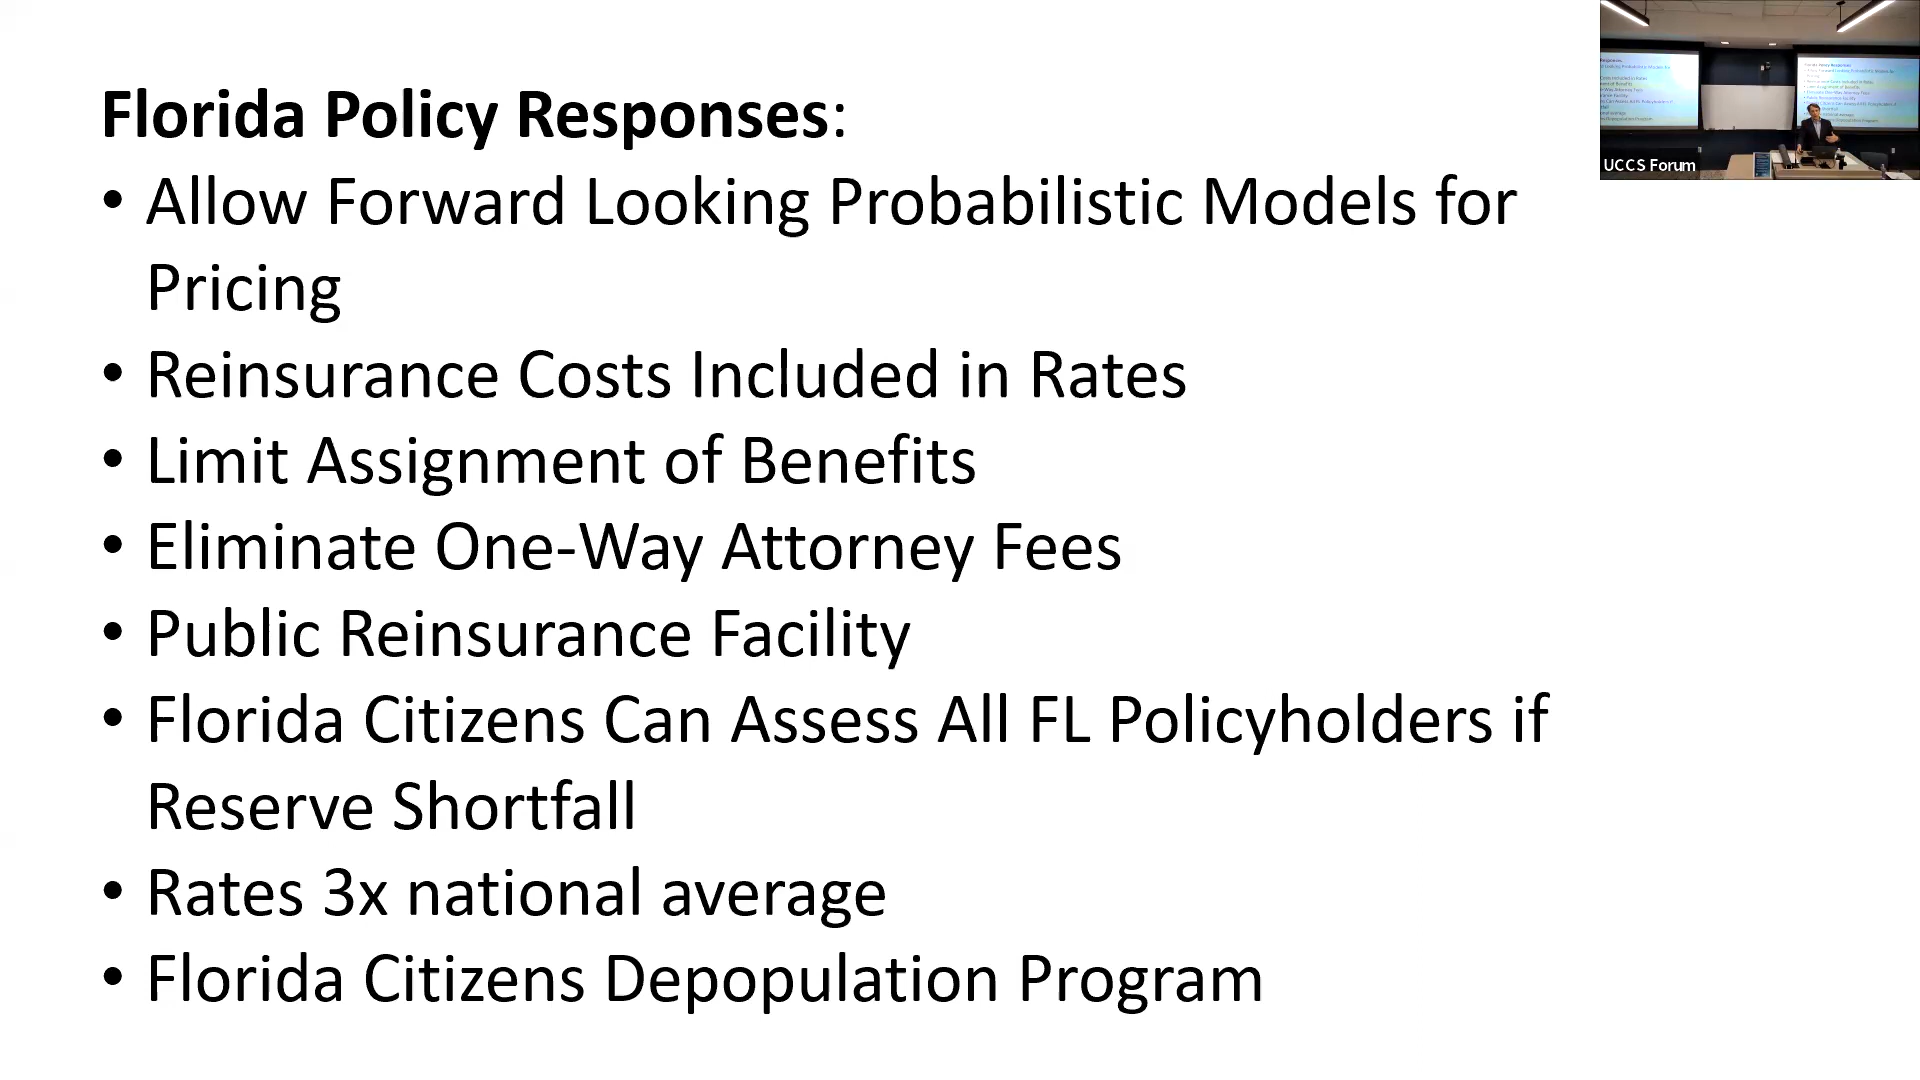 Florida Policy Responses:
• Allow Forward Looking Probabilistic Models for
Pricing
• Reinsurance Costs Included in Rates
• Limit Assignment of Benefits
• Eliminate One-Way Attorney Fees
• Public Reinsurance Facility
• Florida Citizens Can Assess All FL Policyholders if
Reserve Shortfall
• Rates 3x national average
• Florida Citizens Depopulation Program
UCCS Forum